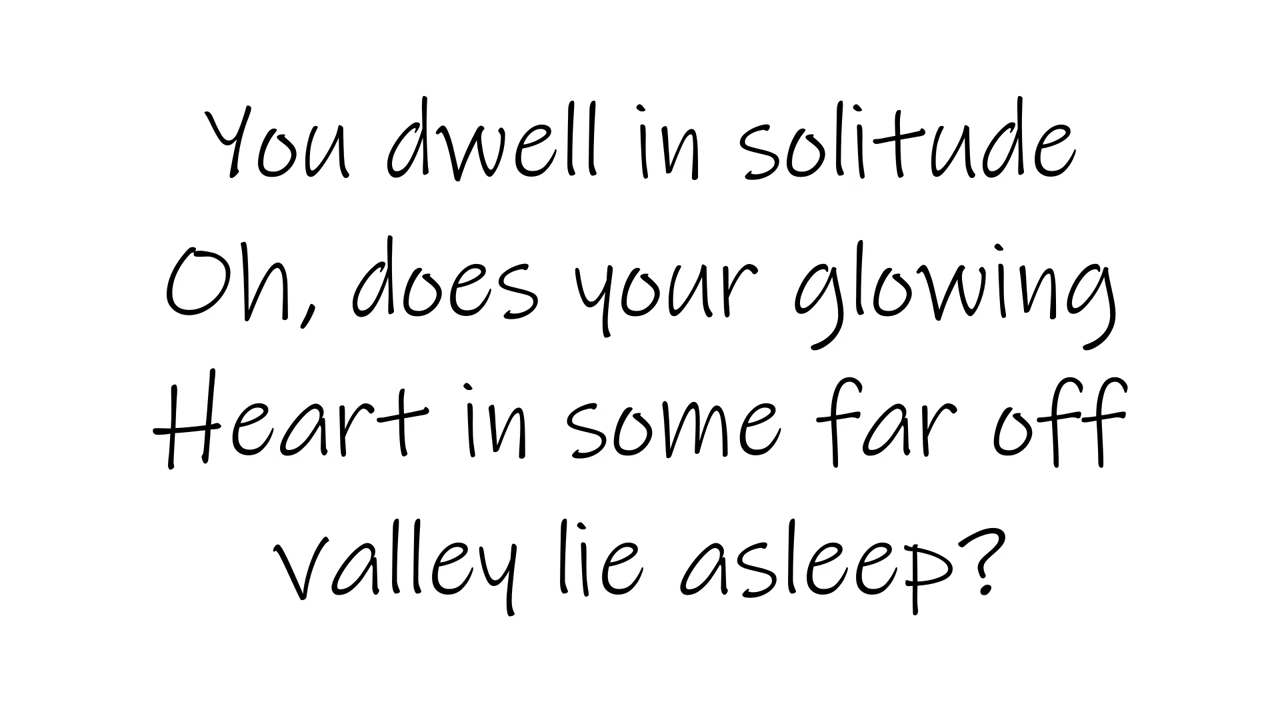 You dwell in solitude
Oh, does your glowing
Heart in some far off
valley lie asleep?